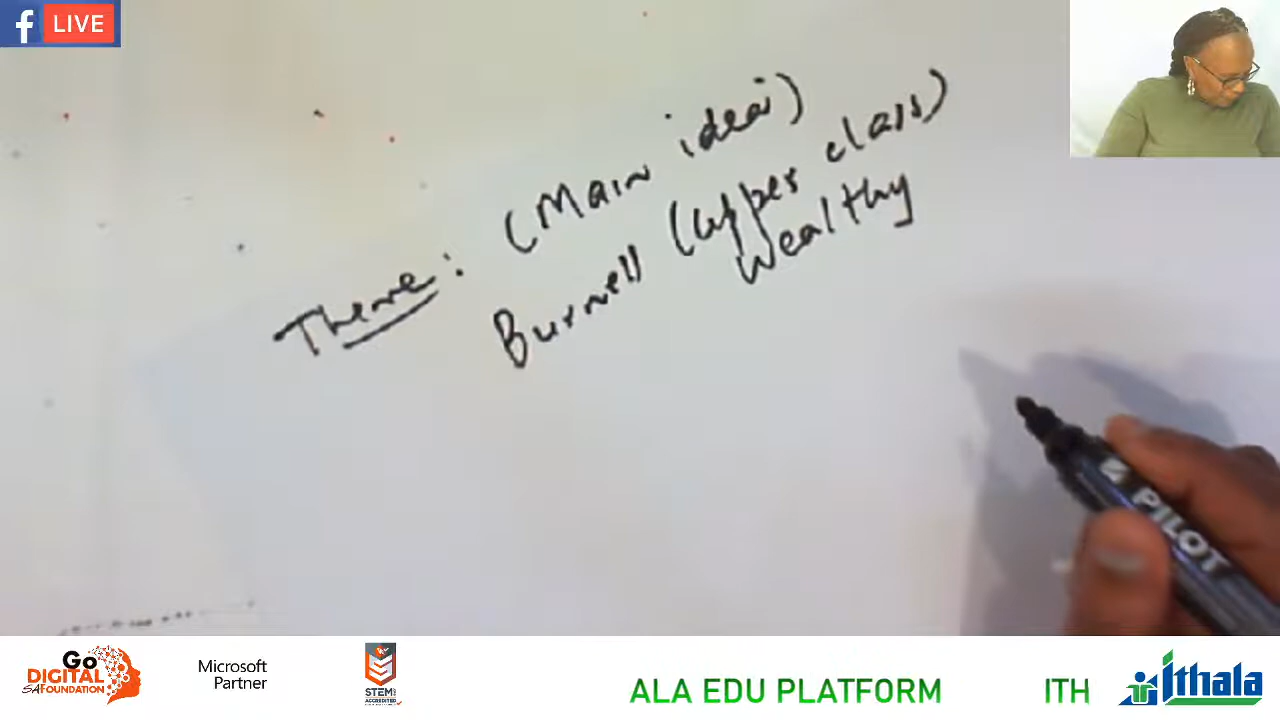 f LIVE
Theme: (Main idea)
Burnell (Upper class)
Wealthy
PILOT
Go
DIGITAL
SA FOUNDATION
Microsoft
Partner
STEM
ACCREDITED
ALA EDU PLATFORM
ITH
Ithala